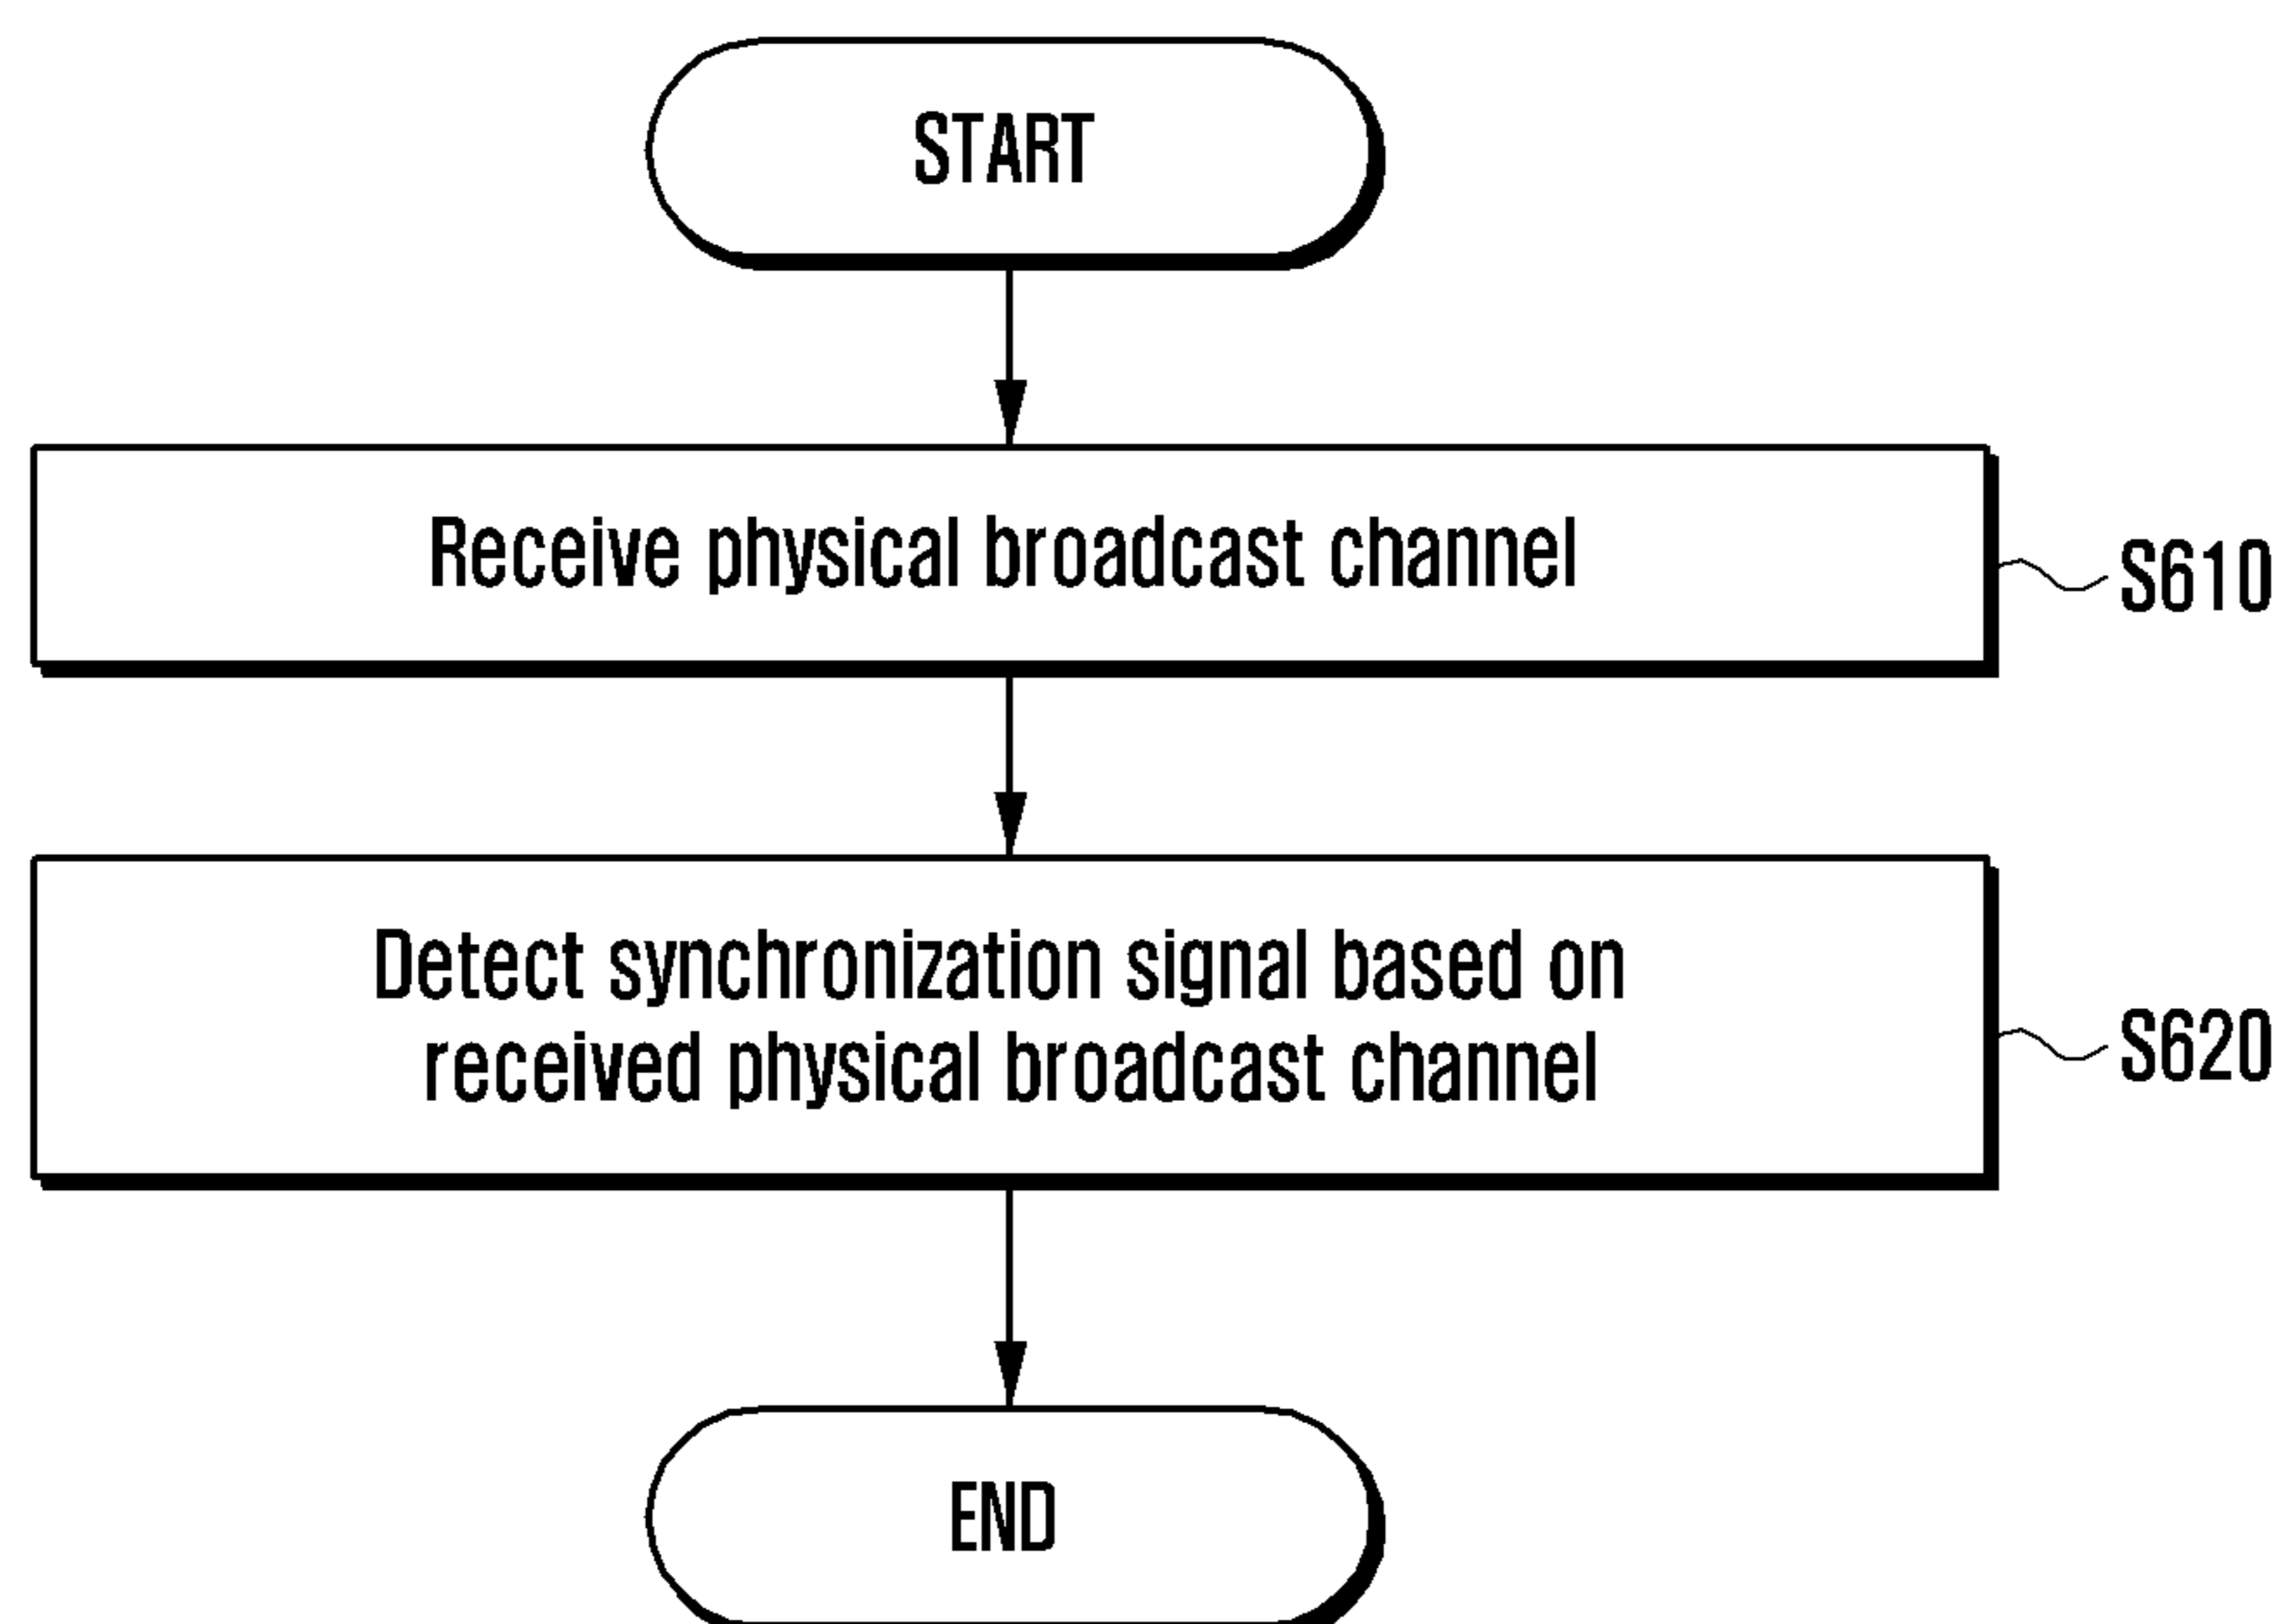 START
Receive physical broadcast channel
S610
Detect synchronization signal based on
received physical broadcast channel
S620
END